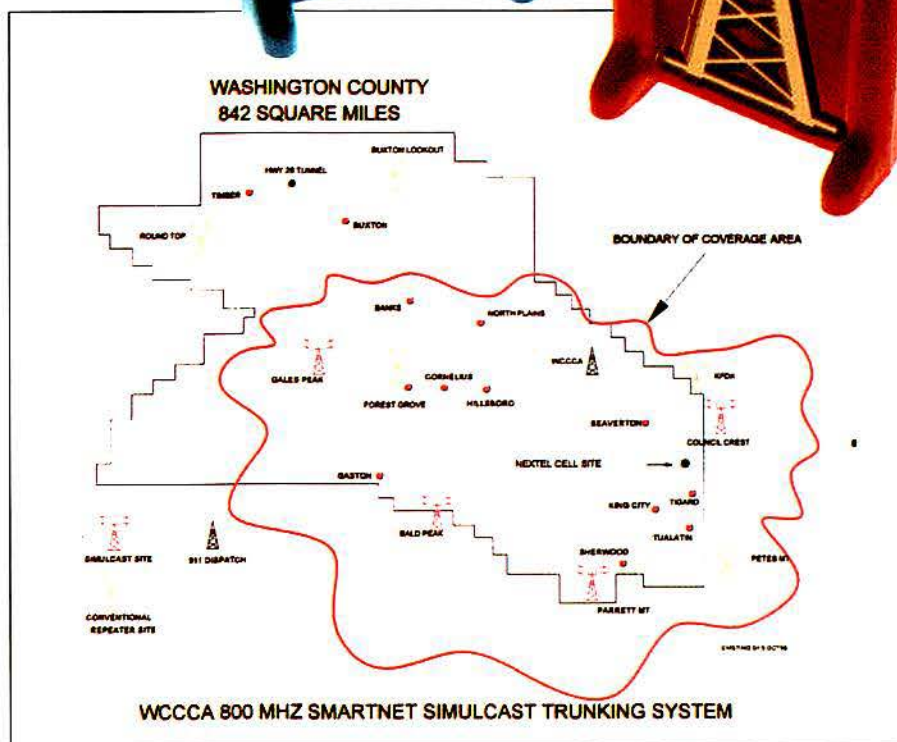 WASHINGTON COUNTY
842 SQUARE MILES
BUXTON LOOKOUT
HWY 26 TUNNEL
TIMBER
BUXTON
ROUND TOP
BOUNDARY OF COVERAGE AREA
BANKS
NORTH PLAINS
WCCCA
GALES PEAK
CORNELIUS
FOREST GROVE
HILLSBORO
KPDX
BEAVERTON
COUNCIL CREST
NEXTEL CELL SITE
GASTON
TIGARD
KING CITY
BALD PEAK
TUALATIN
SIMULCAST SITE
911 DISPATCH
SHERWOOD
PETES MT
PARRETT MT
CONVENTIONAL
REPEATER SITE
WCCCA 800 MHZ SMARTNET SIMULCAST TRUNKING SYSTEM